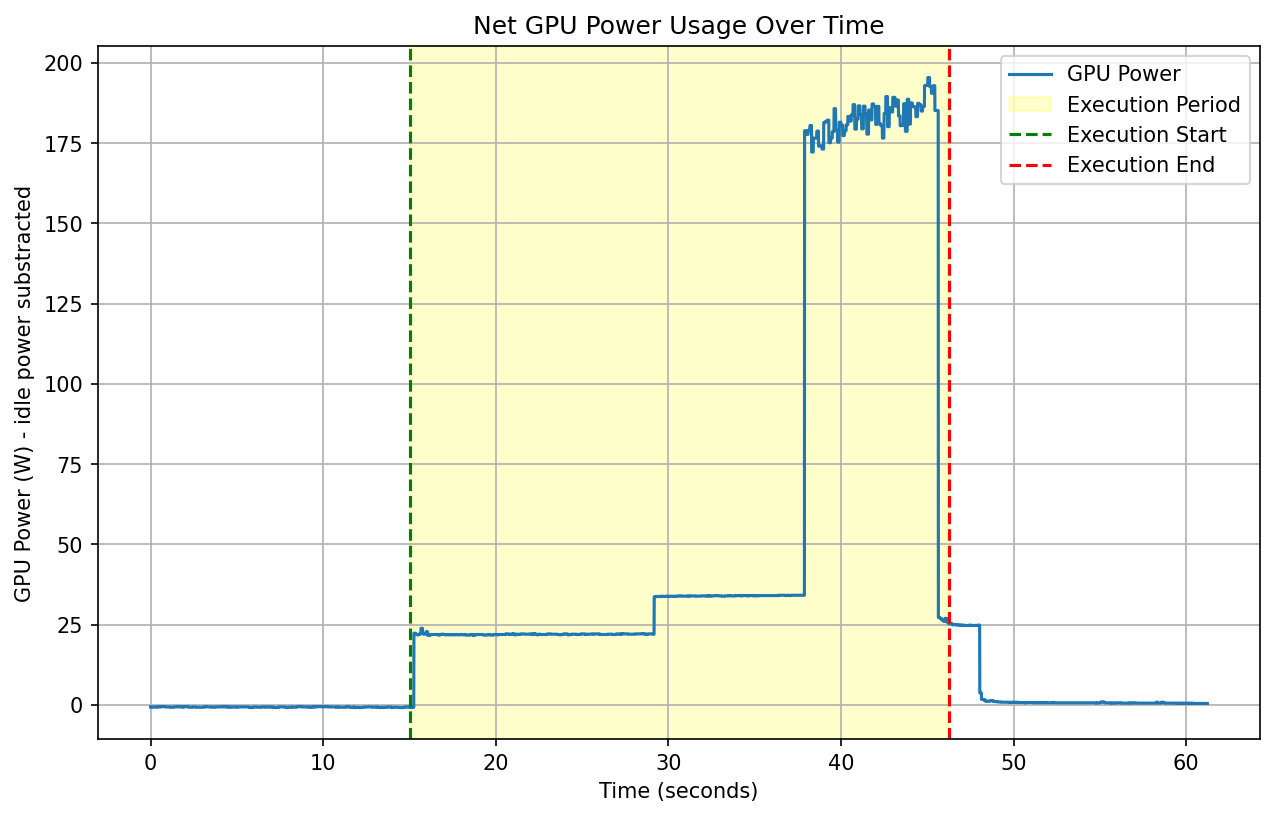 Net GPU Power Usage Over Time
GPU Power (W) - idle power substracted
200
175
150
125
100
75
50
25
0
GPU Power
Execution Period
Execution Start
Execution End
0 10 20 30 40 50 60
Time (seconds)